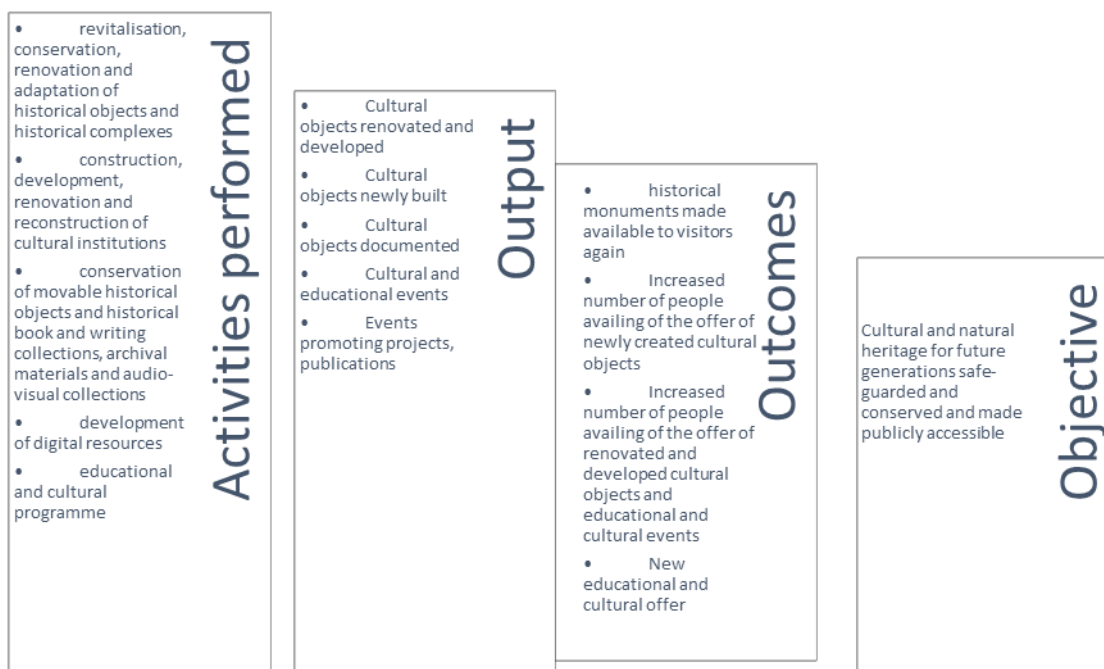 • revitalisation,
conservation,
renovation and
adaptation of
historical objects and
historical complexes
• construction,
development,
renovation and
reconstruction of
cultural institutions
• conservation
of movable historical
objects and historical
book and writing
collections, archival
materials and audio-
visual collections
• development
of digital resources
• educational
and cultural
programme
Activities performed
• Cultural
objects renovated and
developed
• Cultural
objects newly built
• Cultural
objects documented
• Cultural and
educational events
• Events
promoting projects,
publications
Output
• historical
monuments made
available to visitors
again
• Increased
number of people
availing of the offer of
newly created cultural
objects
• Increased
number of people
availing of the offer of
renovated and
developed cultural
objects and
educational and
cultural events
• New
educational and
cultural offer
Outcomes
Cultural and natural
heritage for future
generations safe-
guarded and
conserved and made
publicly accessible
Objective